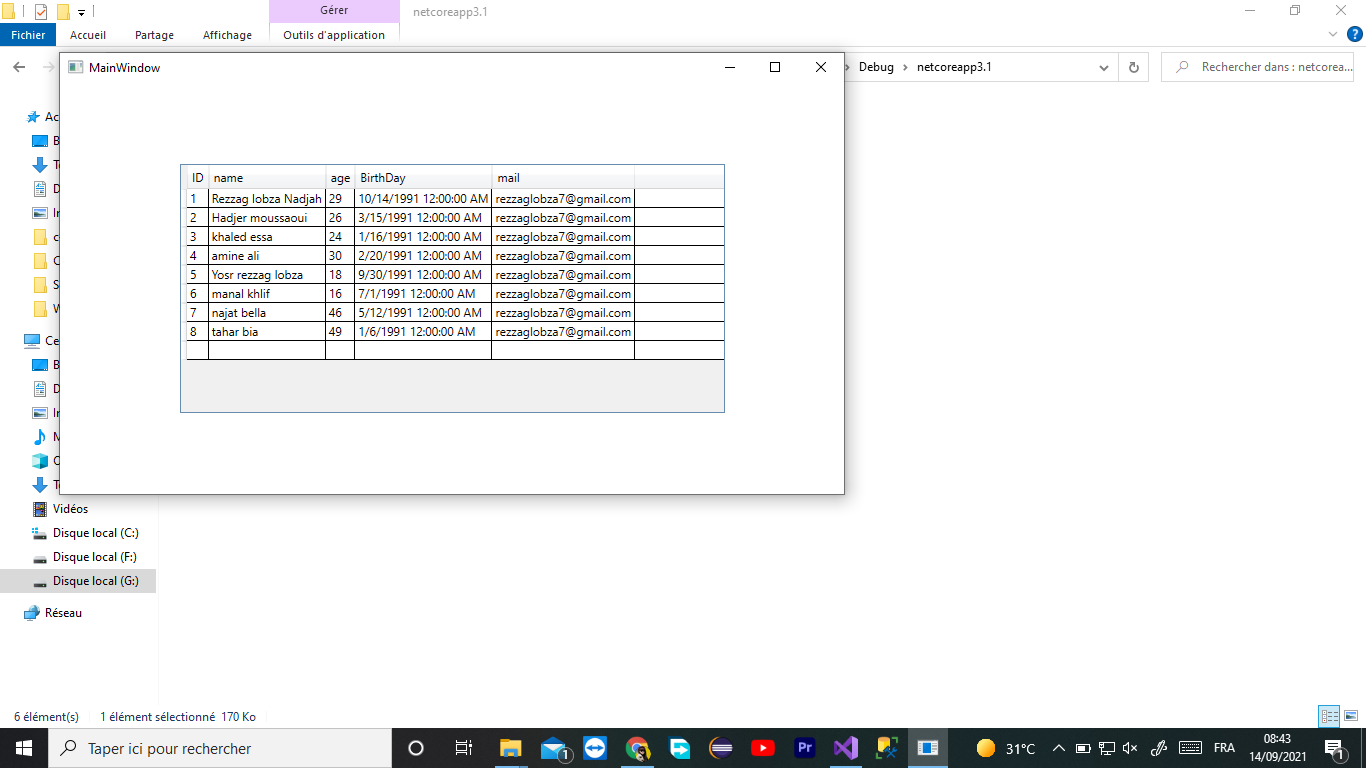 Gérer
netcoreapp3.1
Fichier
Accueil
Partage
Affichage
Outils d'application
MainWindow
Debug
netcoreapp3.1
Rechercher dans : netcorea...
ID name age BirthDay mail
1 Rezzag lobza Nadjah 29 10/14/1991 12:00:00 AM rezzaglobza7@gmail.com
2 Hadjer moussaoui 26 3/15/1991 12:00:00 AM rezzaglobza7@gmail.com
3 khaled essa 24 1/16/1991 12:00:00 AM rezzaglobza7@gmail.com
4 amine ali 30 2/20/1991 12:00:00 AM rezzaglobza7@gmail.com
5 Yosr rezzag lobza 18 9/30/1991 12:00:00 AM rezzaglobza7@gmail.com
6 manal khlif 16 7/1/1991 12:00:00 AM rezzaglobza7@gmail.com
7 najat bella 46 5/12/1991 12:00:00 AM rezzaglobza7@gmail.com
8 tahar bia 49 1/6/1991 12:00:00 AM rezzaglobza7@gmail.com
Vidéos
Disque local (C:)
Disque local (F:)
Disque local (G:)
Réseau
6 élément(s) 1 élément sélectionné 170 Ko
Taper ici pour rechercher
1
Pr
31°C
FRA
08:43
14/09/2021
1